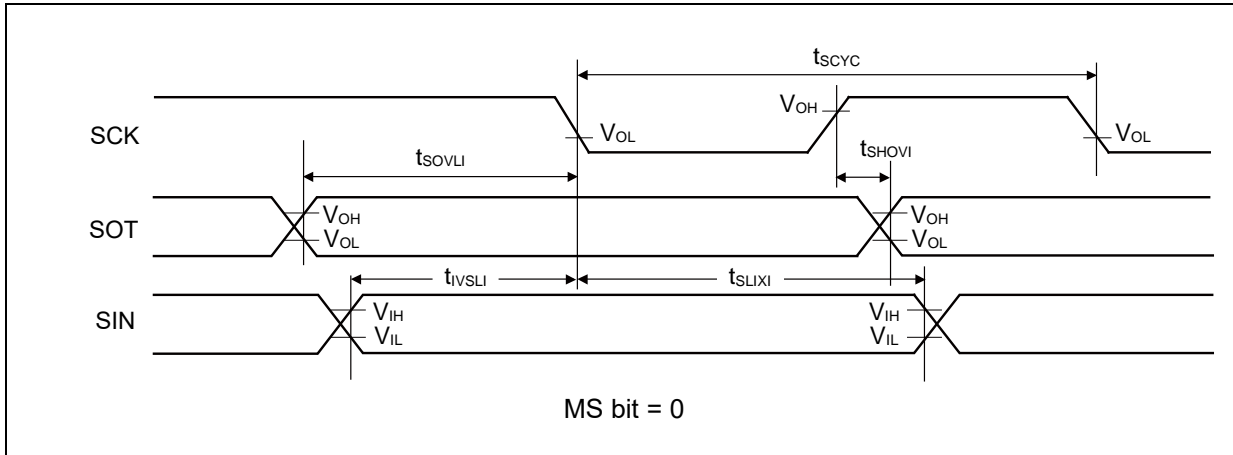 tSCYC
SCK
VOH
VOL
VOL
tSOVLI
tSHOVI
SOT
VOH
VOL
VOH
VOL
tIVSLI
tSLIXI
SIN
VIH
VIL
VIH
VIL
MS bit = 0